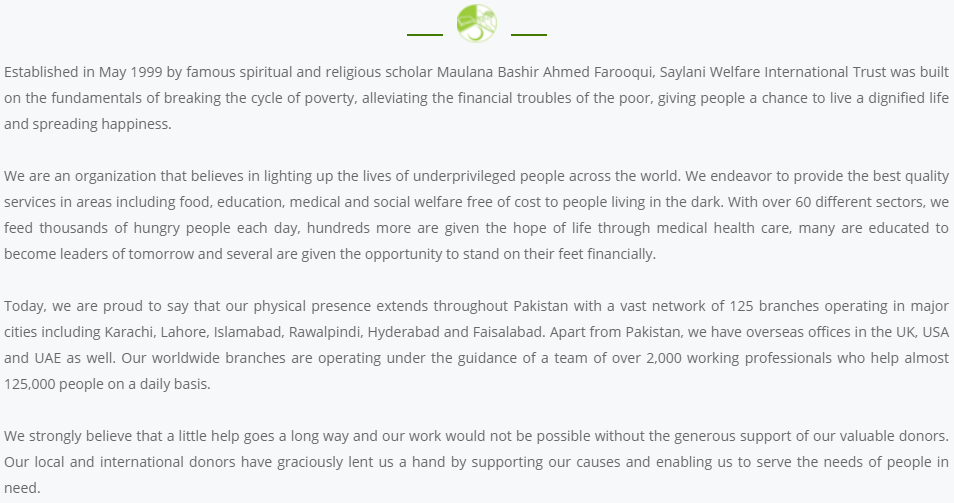 Established in May 1999 by famous spiritual and religious scholar Maulana Bashir Ahmed Farooqui, Saylani Welfare International Trust was built
on the fundamentals of breaking the cycle of poverty, alleviating the financial troubles of the poor, giving people a chance to live a dignified life
and spreading happiness.
We are an organization that believes in lighting up the lives of underprivileged people across the world. We endeavor to provide the best quality
services in areas including food, education, medical and social welfare free of cost to people living in the dark. With over 60 different sectors, we
feed thousands of hungry people each day, hundreds more are given the hope of life through medical health care, many are educated to
become leaders of tomorrow and several are given the opportunity to stand on their feet financially.
Today, we are proud to say that our physical presence extends throughout Pakistan with a vast network of 125 branches operating in major
cities including Karachi, Lahore, Islamabad, Rawalpindi, Hyderabad and Faisalabad. Apart from Pakistan, we have overseas offices in the UK, USA
and UAE as well. Our worldwide branches are operating under the guidance of a team of over 2,000 working professionals who help almost
125,000 people on a daily basis.
We strongly believe that a little help goes a long way and our work would not be possible without the generous support of our valuable donors.
Our local and international donors have graciously lent us a hand by supporting our causes and enabling us to serve the needs of people in
need.